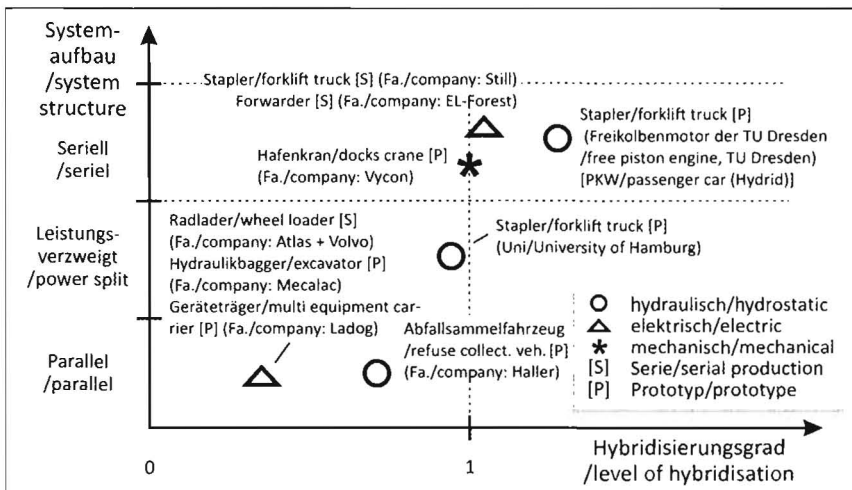 System-
aufbau
/system
structure
Seriell
/seriel
Leistungs-
verzweigt
/power split
Parallel
/parallel
Stapler/forklift truck [S] (Fa./company: Still)
Forwarder [S] (Fa./company: EL-Forest)
Stapler/forklift truck [P]
(Freikolbenmotor der TU Dresden
/free piston engine, TU Dresden)
[PKW/passenger car (Hydrid)]
Hafenkran/docks crane [P]
(Fa./company: Vycon)
Radlader/wheel loader [S]
(Fa./company: Atlas + Volvo)
Hydraulikbagger/excavator [P]
(Fa./company: Mecalac)
Geräteträger/multi equipment car-
rier [P] (Fa./company: Ladog)
Stapler/forklift truck [P]
(Uni/University of Hamburg)
Abfallsammelfahrzeug
/refuse collect. veh. [P]
(Fa./company: Haller)
hydraulisch/hydrostatic
elektrisch/electric
mechanisch/mechanical
[S] Serie/serial production
[P] Prototyp/prototype
0
1
Hybridisierungsgrad
/level of hybridisation